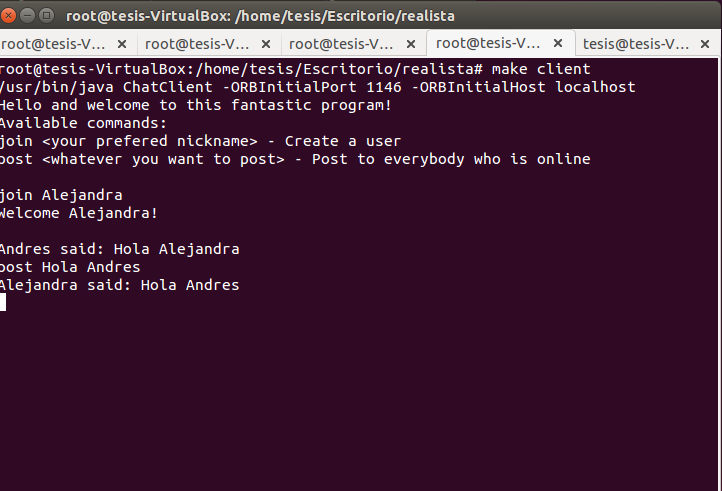 root@tesis-VirtualBox: /home/tesis/Escritorio/realista
root@tesis-V... × root@tesis-V... × root@tesis-V... × root@tesis-V... × tesis@tesis-V... ×
root@tesis-VirtualBox:/home/tesis/Escritorio/realista# make client
/usr/bin/java ChatClient -ORBInitialPort 1146 -ORBInitialHost localhost
Hello and welcome to this fantastic program!
Available commands:
join <your prefered nickname> - Create a user
post <whatever you want to post> - Post to everybody who is online
join Alejandra
Welcome Alejandra!
Andres said: Hola Alejandra
post Hola Andres
Alejandra said: Hola Andres